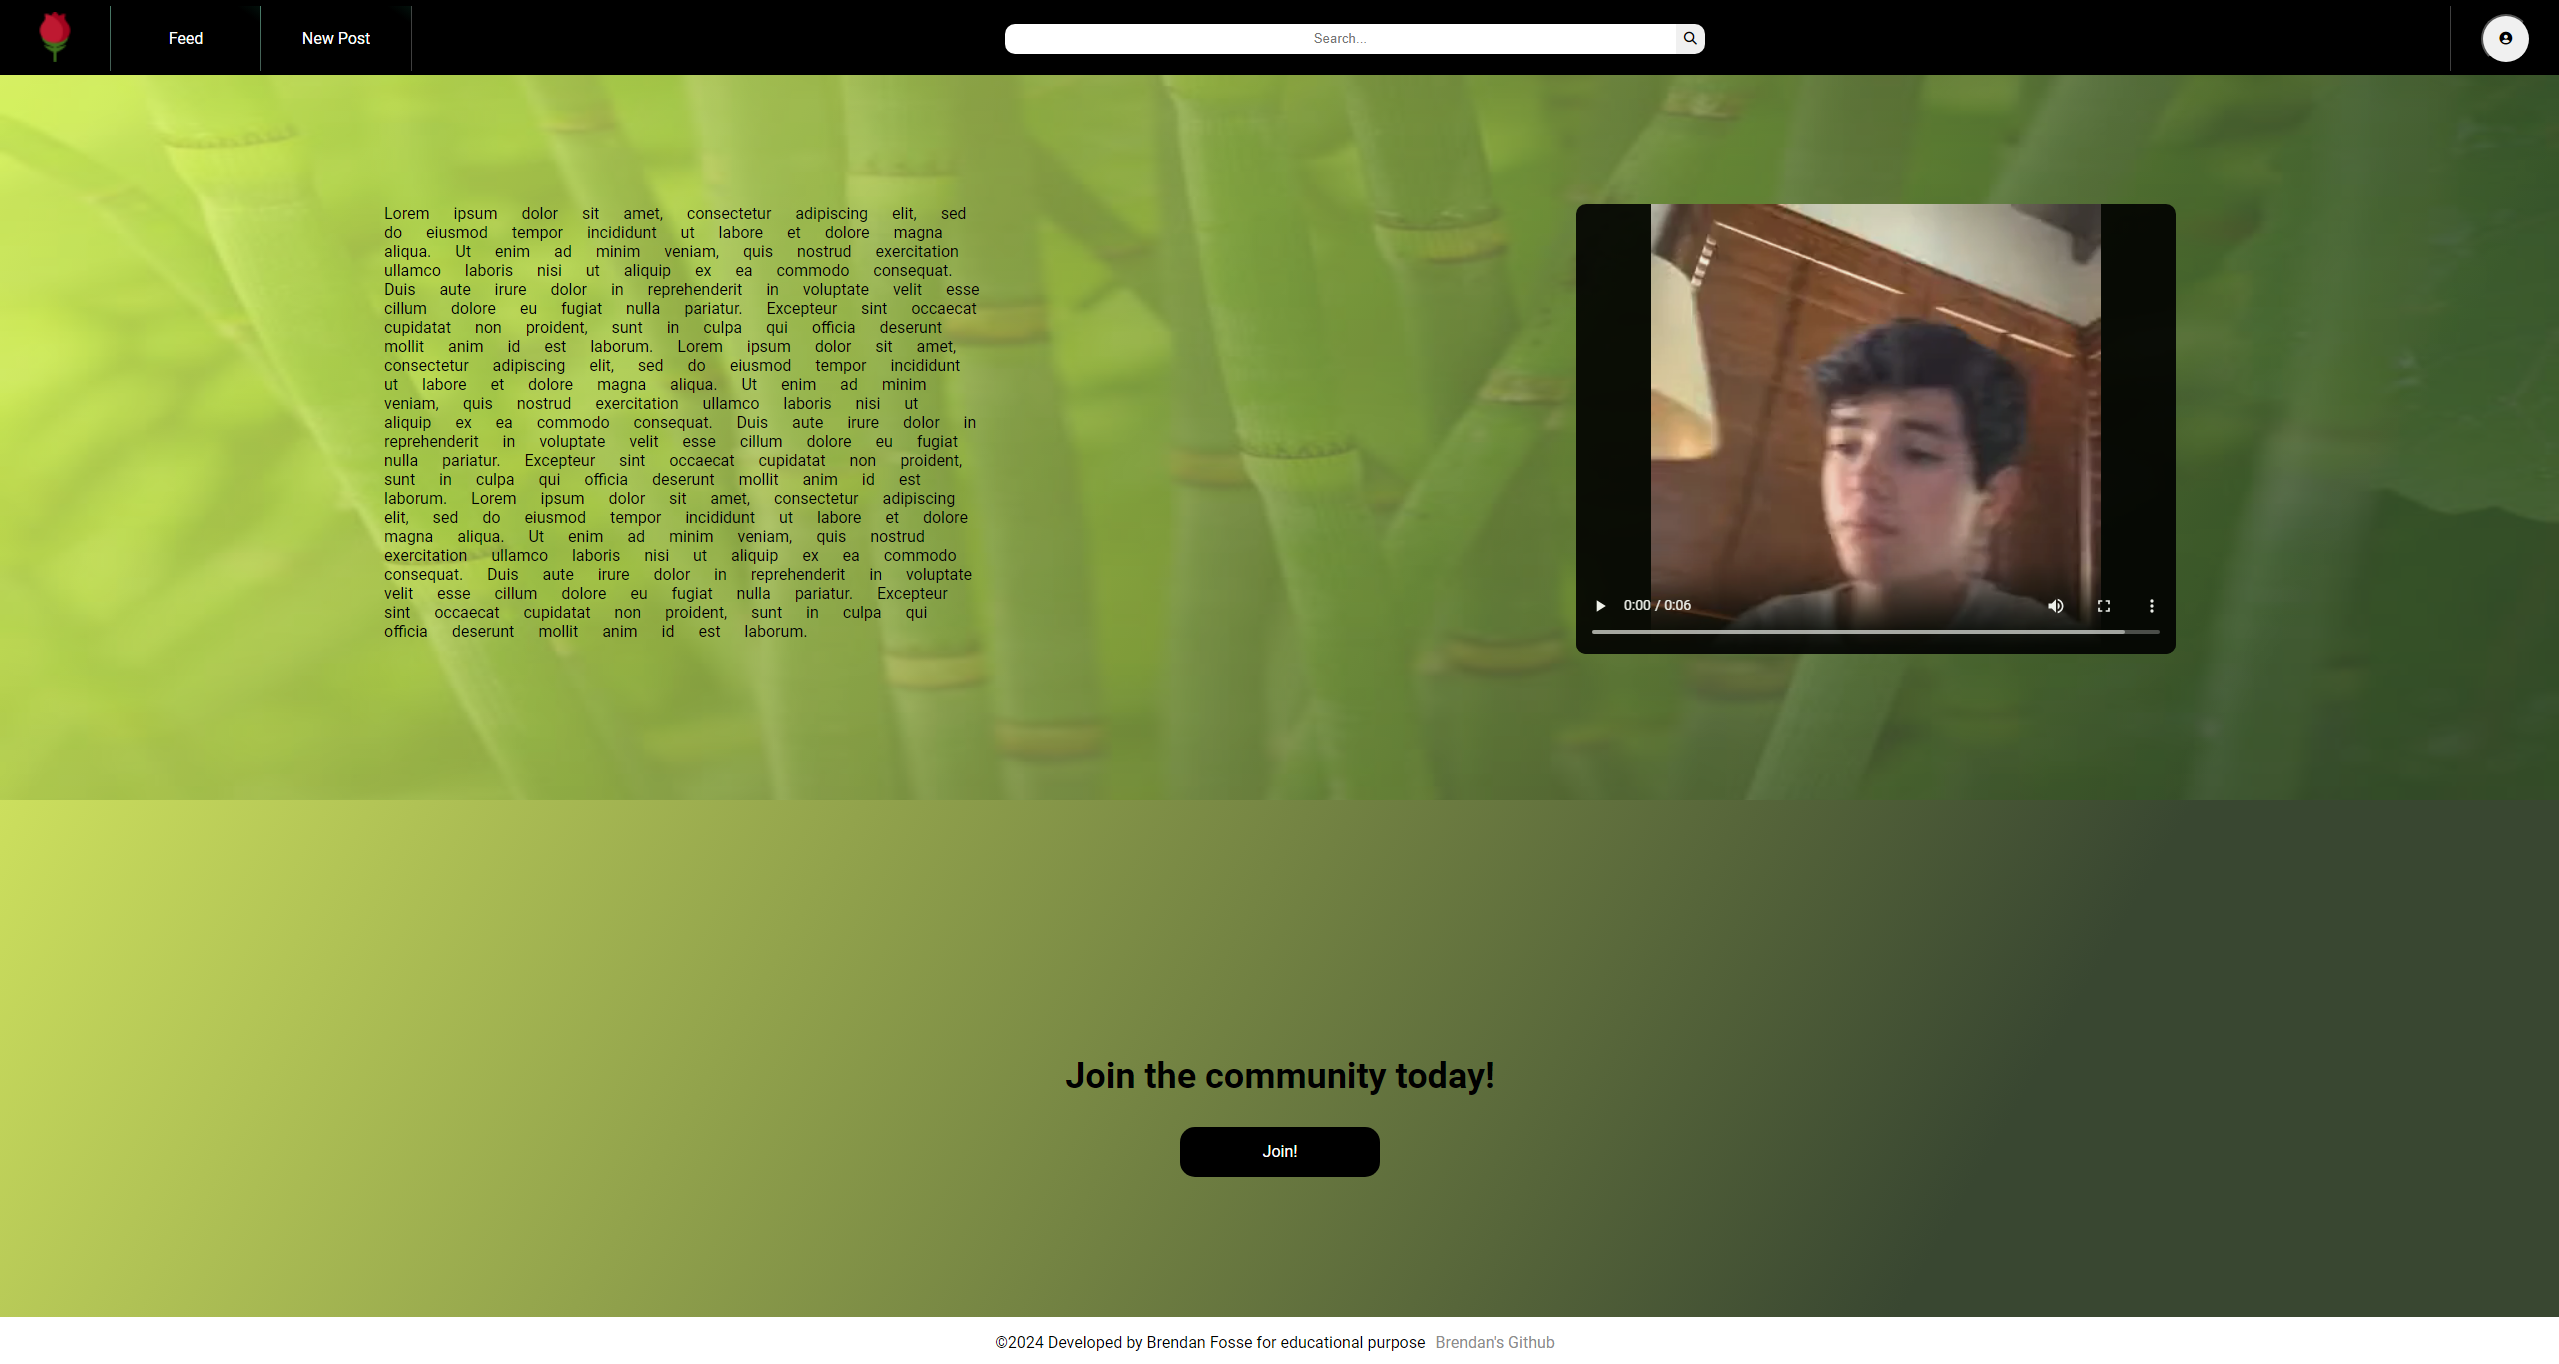 Feed
New Post
Search...
Lorem ipsum dolor sit amet, consectetur adipiscing elit, sed
do eiusmod tempor incididunt ut labore et dolore magna
aliqua. Ut enim ad minim veniam, quis nostrud exercitation
ullamco laboris nisi ut aliquip ex ea commodo consequat.
Duis aute irure dolor in reprehenderit in voluptate velit esse
cillum dolore eu fugiat nulla pariatur. Excepteur sint occaecat
cupidatat non proident, sunt in culpa qui officia deserunt
mollit anim id est laborum. Lorem ipsum dolor sit amet,
consectetur adipiscing elit, sed do eiusmod tempor incididunt
ut labore et dolore magna aliqua. Ut enim ad minim
veniam, quis nostrud exercitation ullamco laboris nisi ut
aliquip ex ea commodo consequat. Duis aute irure dolor in
reprehenderit in voluptate velit esse cillum dolore eu fugiat
nulla pariatur. Excepteur sint occaecat cupidatat non proident,
sunt in culpa qui officia deserunt mollit anim id est
laborum. Lorem ipsum dolor sit amet, consectetur adipiscing
elit, sed do eiusmod tempor incididunt ut labore et dolore
magna aliqua. Ut enim ad minim veniam, quis nostrud
exercitation ullamco laboris nisi ut aliquip ex ea commodo
consequat. Duis aute irure dolor in reprehenderit in voluptate
velit esse cillum dolore eu fugiat nulla pariatur. Excepteur
sint occaecat cupidatat non proident, sunt in culpa qui
officia deserunt mollit anim id est laborum.
0:00 / 0:06
Join the community today!
Join!
©2024 Developed by Brendan Fosse for educational purpose Brendan's Github